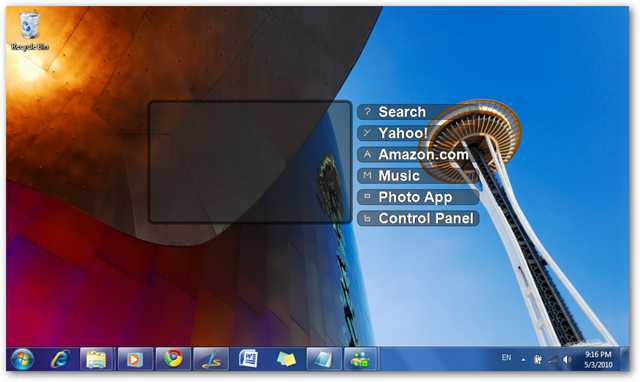 Recycle Bin
? Search
Y Yahoo!
A Amazon.com
M Music
Photo App
Control Panel
EN
9:16 PM
5/3/2010